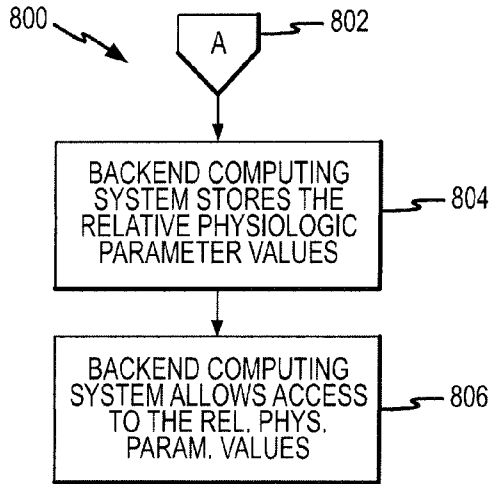 800
A
802
BACKEND COMPUTING
SYSTEM STORES THE
RELATIVE PHYSIOLOGIC
PARAMETER VALUES
804
BACKEND COMPUTING
SYSTEM ALLOWS ACCESS
TO THE REL. PHYS.
PARAM. VALUES
806